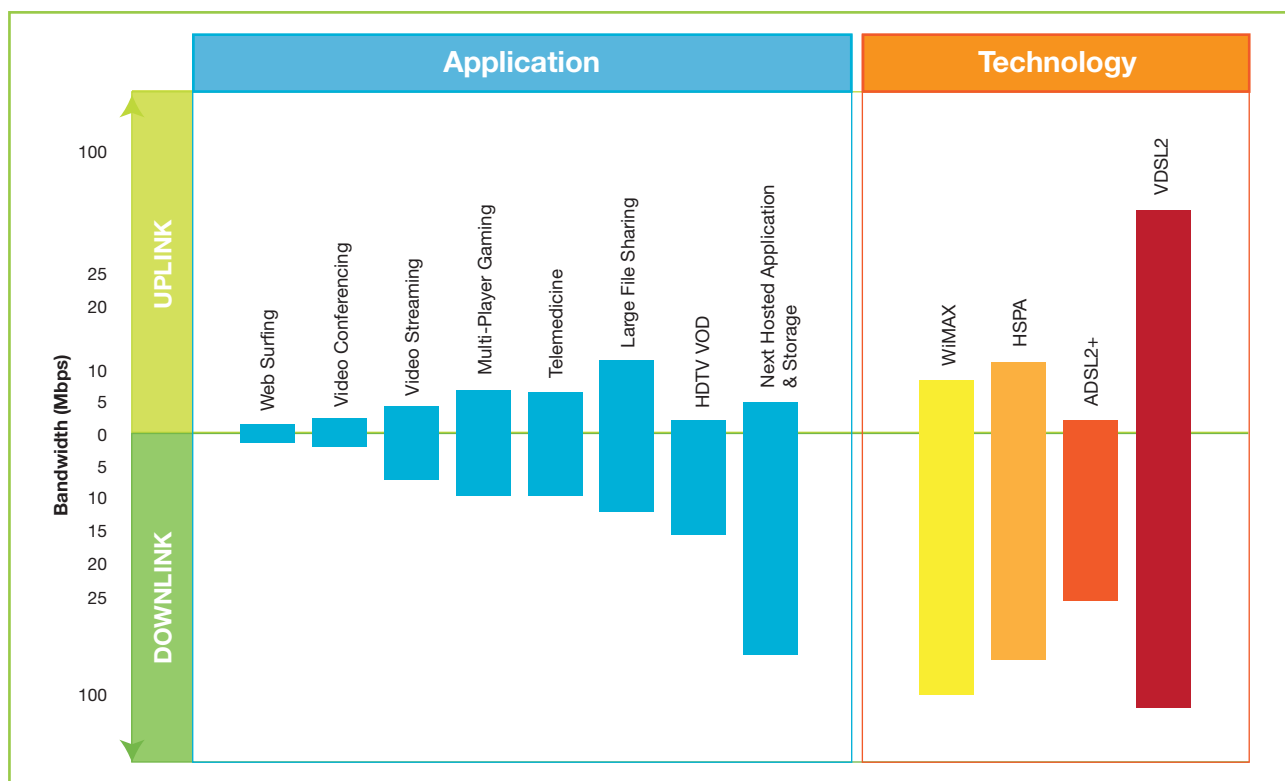 Application
Technology
UPLINK
DOWNLINK
Bandwidth (Mbps)
100
25
20
10
5
0
5
10
15
20
25
100
Web Surfing
Video Conferencing
Video Streaming
Multi-Player Gaming
Telemedicine
Large File Sharing
HDTV VOD
Next Hosted Application
& Storage
WiMAX
HSPA
ADSL2+
VDSL2